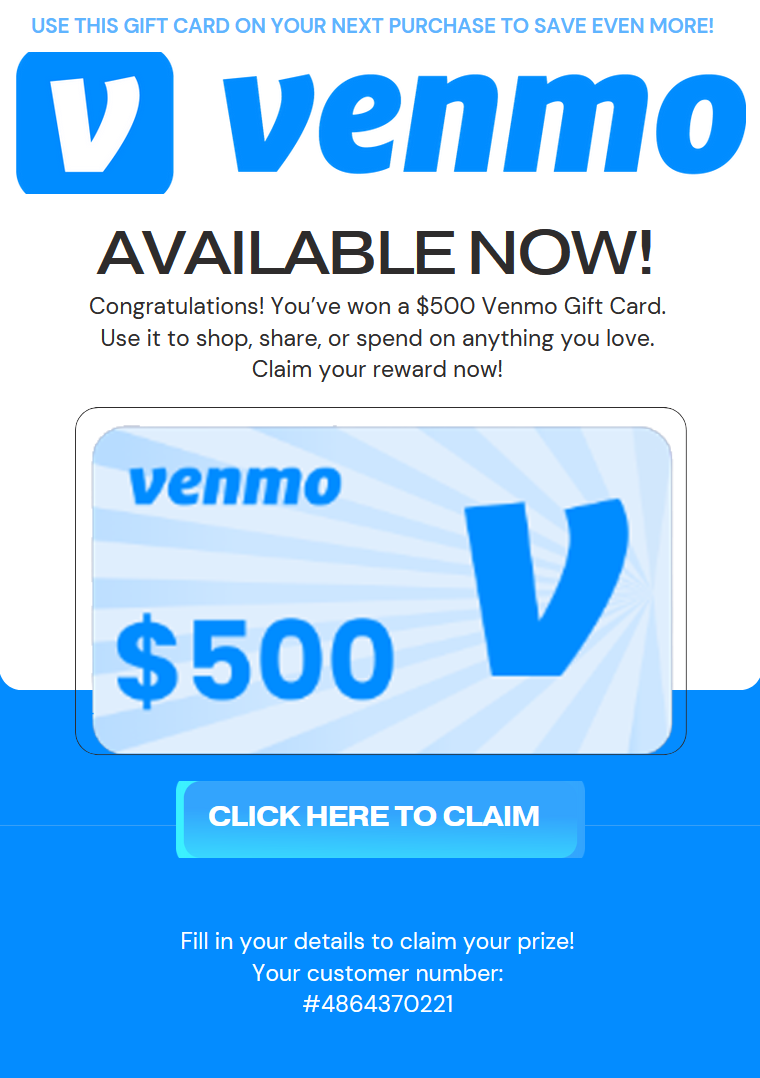 USE THIS GIFT CARD ON YOUR NEXT PURCHASE TO SAVE EVEN MORE!
V venmo
AVAILABLE NOW!
Congratulations! You’ve won a $500 Venmo Gift Card.
Use it to shop, share, or spend on anything you love.
Claim your reward now!
venmo
V
$500
CLICK HERE TO CLAIM
Fill in your details to claim your prize!
Your customer number:
#4864370221